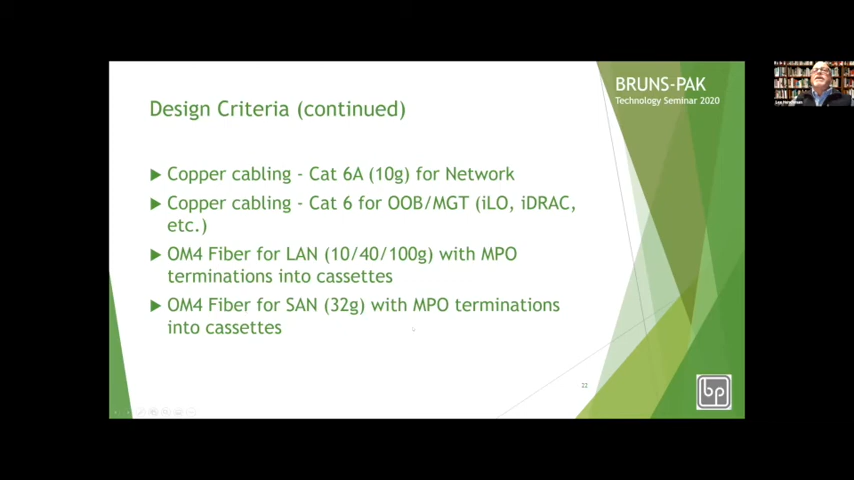 BRUNS-PAK
Technology Seminar 2020
Design Criteria (continued)
Copper cabling - Cat 6A (10g) for Network
Copper cabling - Cat 6 for OOB/MGT (iLO, iDRAC,
etc.)
OM4 Fiber for LAN (10/40/100g) with MPO
terminations into cassettes
OM4 Fiber for SAN (32g) with MPO terminations
into cassettes
22
bp